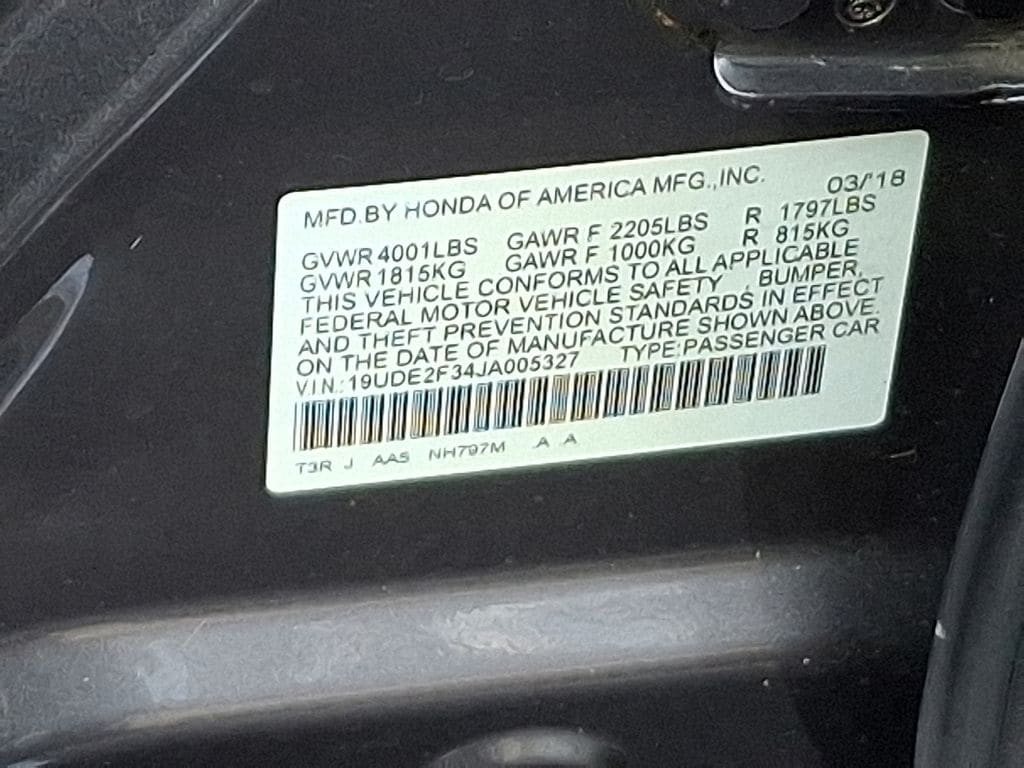 MFD.BY HONDA OF AMERICA MFG.,INC. 03/'18
GVWR 4001LBS GAWR F 2205LBS R 1797LBS
GVWR 1815KG GAWR F 1000KG R 815KG
THIS VEHICLE CONFORMS TO ALL APPLICABLE
FEDERAL MOTOR VEHICLE SAFETY , BUMPER,
AND THEFT PREVENTION STANDARDS IN EFFECT
ON THE DATE OF MANUFACTURE SHOWN ABOVE.
VIN.:19UDE2F34JA005327 TYPE:PASSENGER CAR
T3R J AA5 NH797M A A